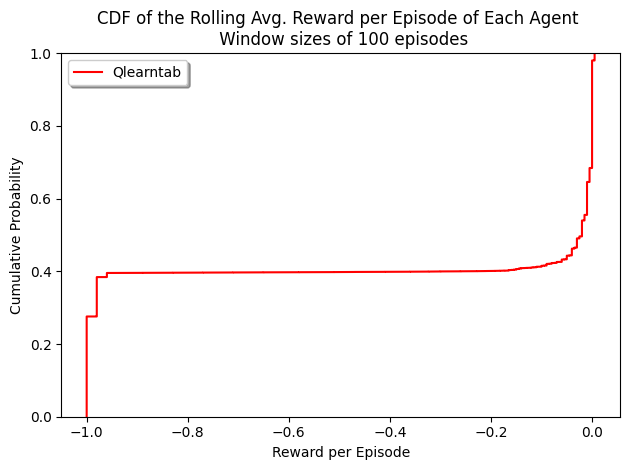 CDF of the Rolling Avg. Reward per Episode of Each Agent
Window sizes of 100 episodes
Qlearntab
Cumulative Probability
1.0
0.8
0.6
0.4
0.2
0.0
−1.0 −0.8 −0.6 −0.4 −0.2 0.0
Reward per Episode